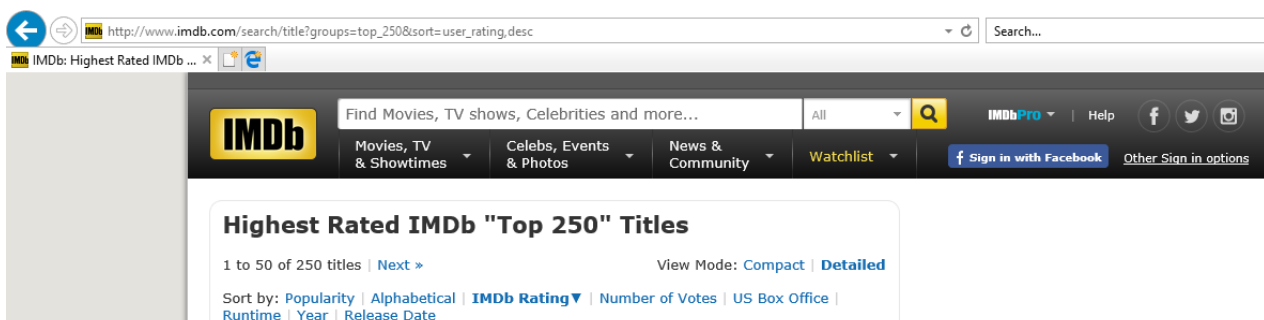 http://www.imdb.com/search/title?groups=top_250&sort=user_rating,desc
Search...
IMDb: Highest Rated IMDb ...
IMDb
Find Movies, TV shows, Celebrities and more...
All
IMDbPro | Help
Movies, TV
& Showtimes
Celebs, Events
& Photos
News &
Community
Watchlist
f Sign in with Facebook
Other Sign in options
Highest Rated IMDb "Top 250" Titles
1 to 50 of 250 titles | Next »
View Mode: Compact | Detailed
Sort by: Popularity | Alphabetical | IMDb Rating▼ | Number of Votes | US Box Office |
Runtime | Year | Release Date